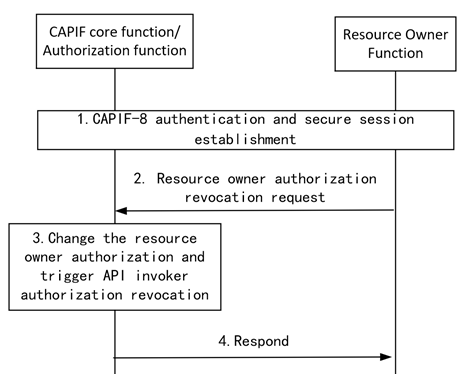 CAPIF core function/
Authorization function
Resource Owner
Function
1.CAPIF-8 authentication and secure session
establishment
2. Resource owner authorization
revocation request
3.Change the resource
owner authorization and
trigger API invoker
authorization revocation
4.Respond